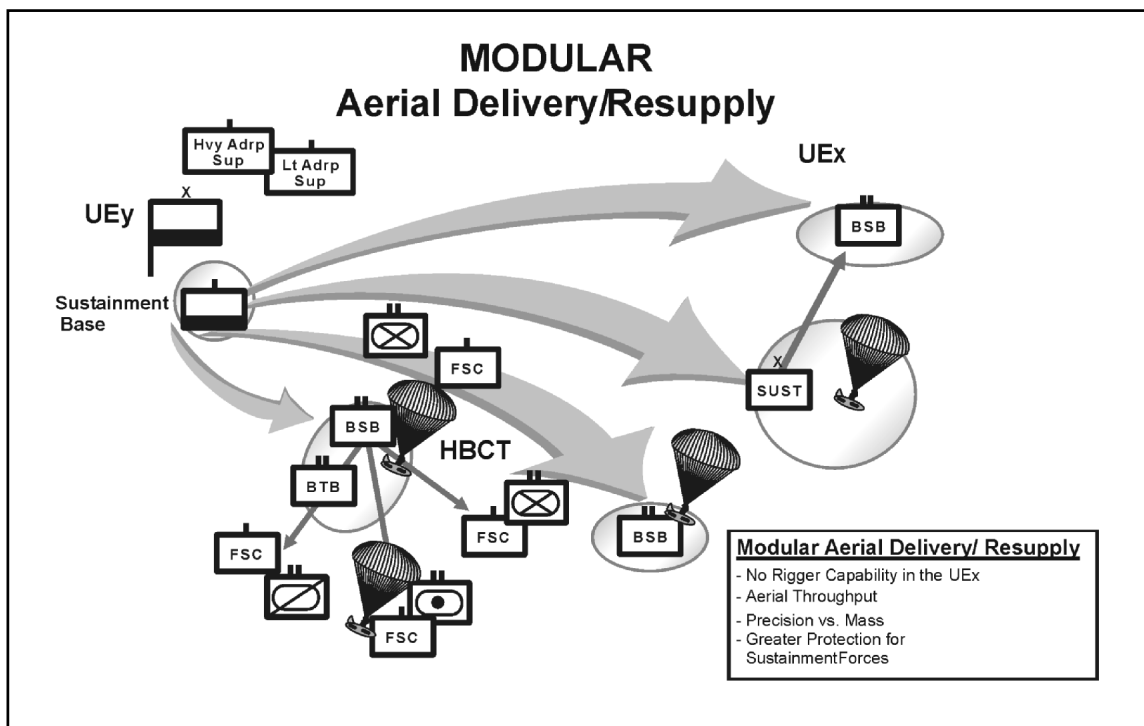 MODULAR
Aerial Delivery/Resupply
Hvy Adrp
Sup
Lt Adrp
Sup
UEx
X
UEy
BSB
Sustainment
Base
FSC
X
SUST
BSB
HBCT
BTB
FSC
FSC
BSB
FSC
Modular Aerial Delivery/ Resupply
- No Rigger Capability in the UEx
- Aerial Throughput
- Precision vs. Mass
- Greater Protection for
SustainmentForces